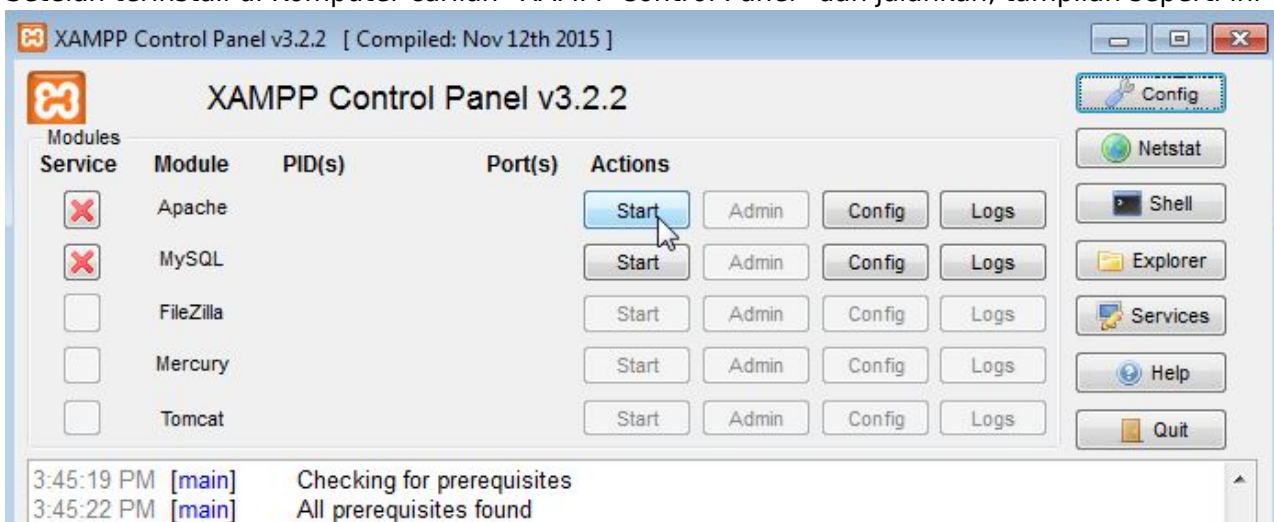 XAMPP Control Panel v3.2.2 [ Compiled: Nov 12th 2015 ]
XAMPP Control Panel v3.2.2
Config
Modules
Service Module PID(s) Port(s) Actions
Netstat
Apache Start Admin Config Logs
Shell
MySQL Start Admin Config Logs
Explorer
FileZilla Start Admin Config Logs
Services
Mercury Start Admin Config Logs
Help
Tomcat Start Admin Config Logs
Quit
3:45:19 PM [main] Checking for prerequisites
3:45:22 PM [main] All prerequisites found